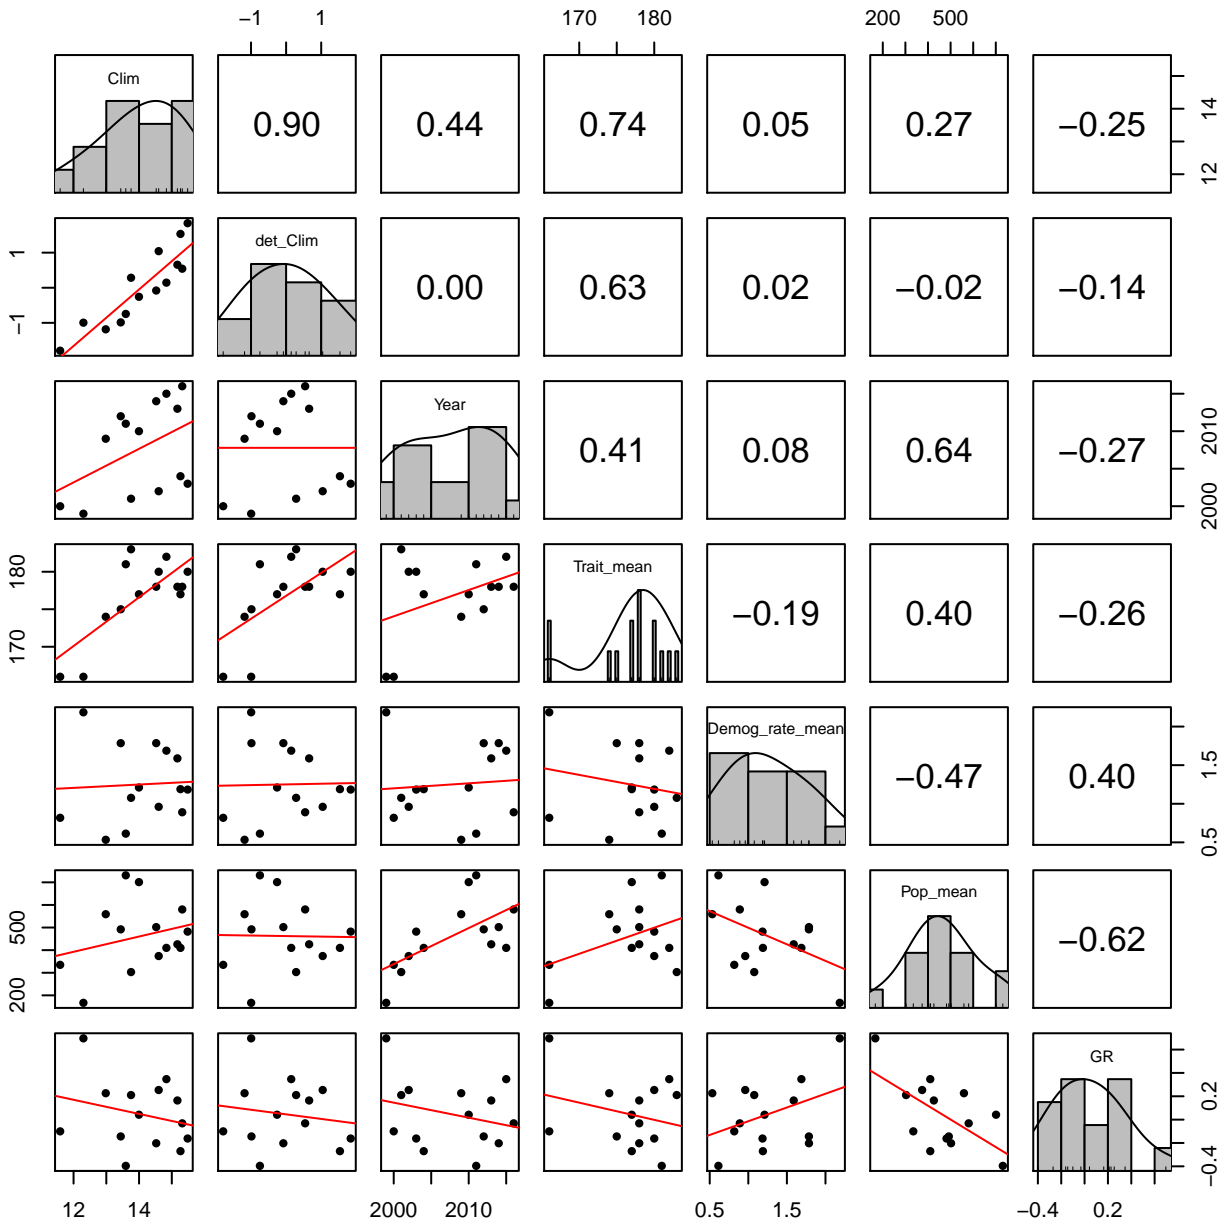 −1 1 170 180 200 500
Clim 0.90 0.44 0.74 0.05 0.27 −0.25 12 14
−1 1 det_Clim 0.00 0.63 0.02 −0.02 −0.14
Year 0.41 0.08 0.64 −0.27 2000 2010
170 180 Trait_mean −0.19 0.40 −0.26
Demog_rate_mean −0.47 0.40 0.5 1.5
200 500 Pop_mean −0.62
GR −0.4 0.2
12 14 2000 2010 0.5 1.5 −0.4 0.2